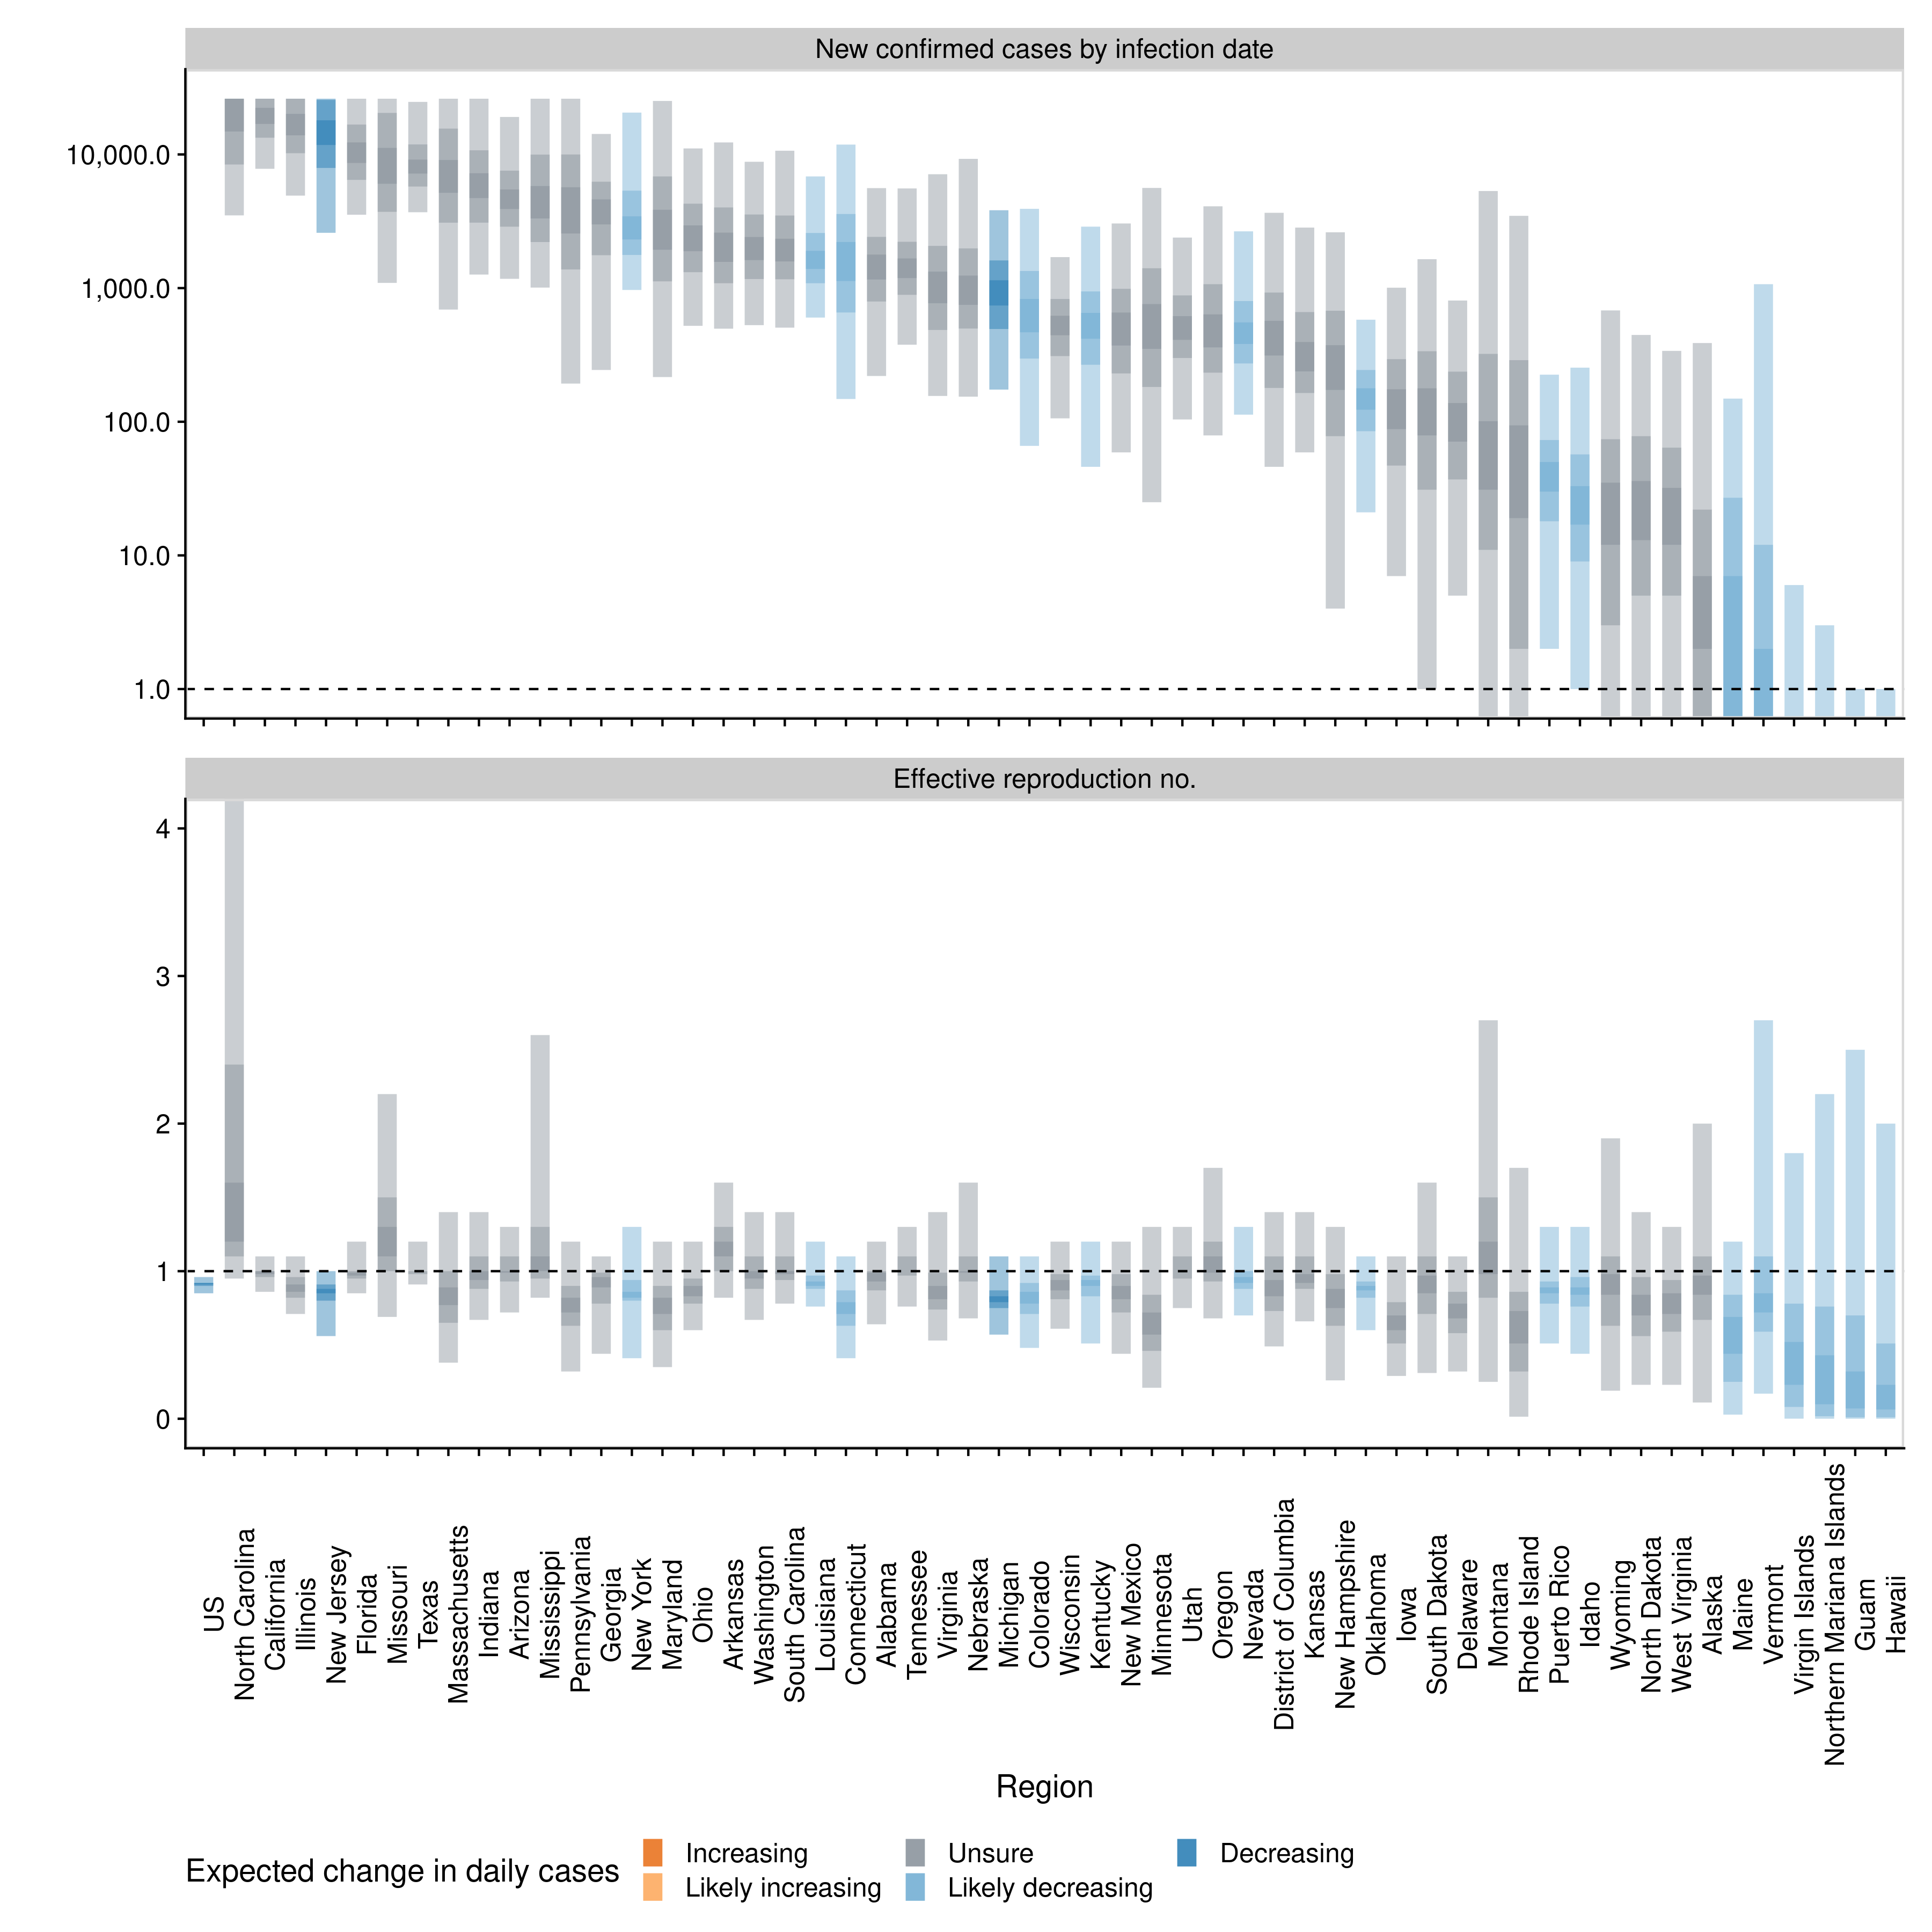 New confirmed cases by infection date
10,000.0
1,000.0
100.0
10.0
1.0
Effective reproduction no.
4
3
2
1
0
US
North Carolina
California
Illinois
New Jersey
Florida
Missouri
Texas
Massachusetts
Indiana
Arizona
Mississippi
Pennsylvania
Georgia
New York
Maryland
Ohio
Arkansas
Washington
South Carolina
Louisiana
Connecticut
Alabama
Tennessee
Virginia
Nebraska
Michigan
Colorado
Wisconsin
Kentucky
New Mexico
Minnesota
Utah
Oregon
Nevada
District of Columbia
Kansas
New Hampshire
Oklahoma
Iowa
South Dakota
Delaware
Montana
Rhode Island
Puerto Rico
Idaho
Wyoming
North Dakota
West Virginia
Alaska
Maine
Vermont
Virgin Islands
Northern Mariana Islands
Guam
Hawaii
Region
Expected change in daily cases
Increasing
Unsure
Decreasing
Likely increasing
Likely decreasing